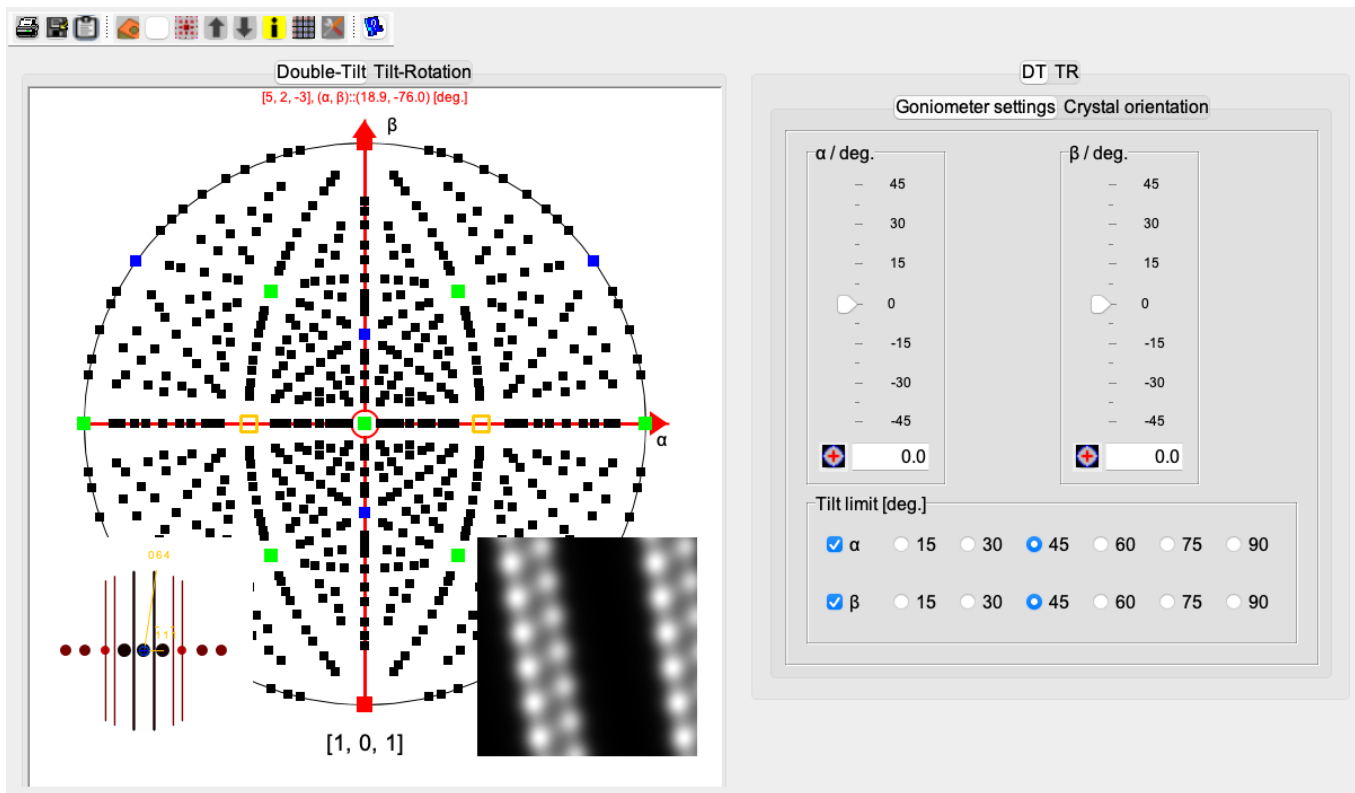 Double-Tilt Tilt-Rotation
[5, 2, -3], (α, β)::(18.9, -76.0) [deg.]
β
α
[1, 0, 1]
064
DT TR
Goniometer settings Crystal orientation
α / deg.
45
30
15
0
-15
-30
-45
0.0
β / deg.
45
30
15
0
-15
-30
-45
0.0
Tilt limit [deg.]
α 15 30 45 60 75 90
β 15 30 45 60 75 90